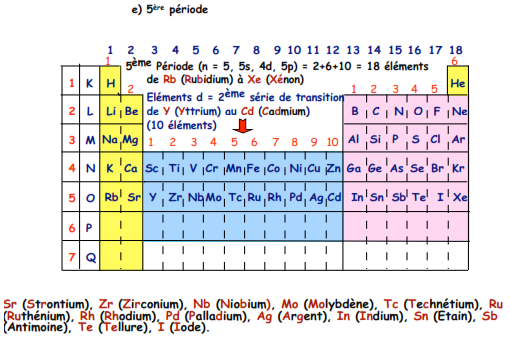 e) 5ère période
1 2 3 4 5 6 7 8 9 10 11 12 13 14 15 16 17 18
1 5ème Période (n = 5, 5s, 4d, 5p) = 2+6+10 = 18 éléments 6
1 K H de Rb (Rubidium) à Xe (Xénon) He
2 Eléments d = 2ème série de transition 1 2 3 4 5
2 L Li Be de Y (Yttrium) au Cd (Cadmium) B C N O F Ne
(10 éléments)
3 M Na Mg 1 2 3 4 5 6 7 8 9 10 Al Si P S Cl Ar
4 N K Ca Sc Ti V Cr Mn Fe Co Ni Cu Zn Ga Ge As Se Br Kr
5 O Rb Sr Y Zr Nb Mo Tc Ru Rh Pd Ag Cd In Sn Sb Te I Xe
6 P
7 Q
Sr (Strontium), Zr (Zirconium), Nb (Niobium), Mo (Molybdène), Tc (Technétium), Ru
(Ruthénium), Rh (Rhodium), Pd (Palladium), Ag (Argent), In (Indium), Sn (Etain), Sb
(Antimoine), Te (Tellure), I (Iode).